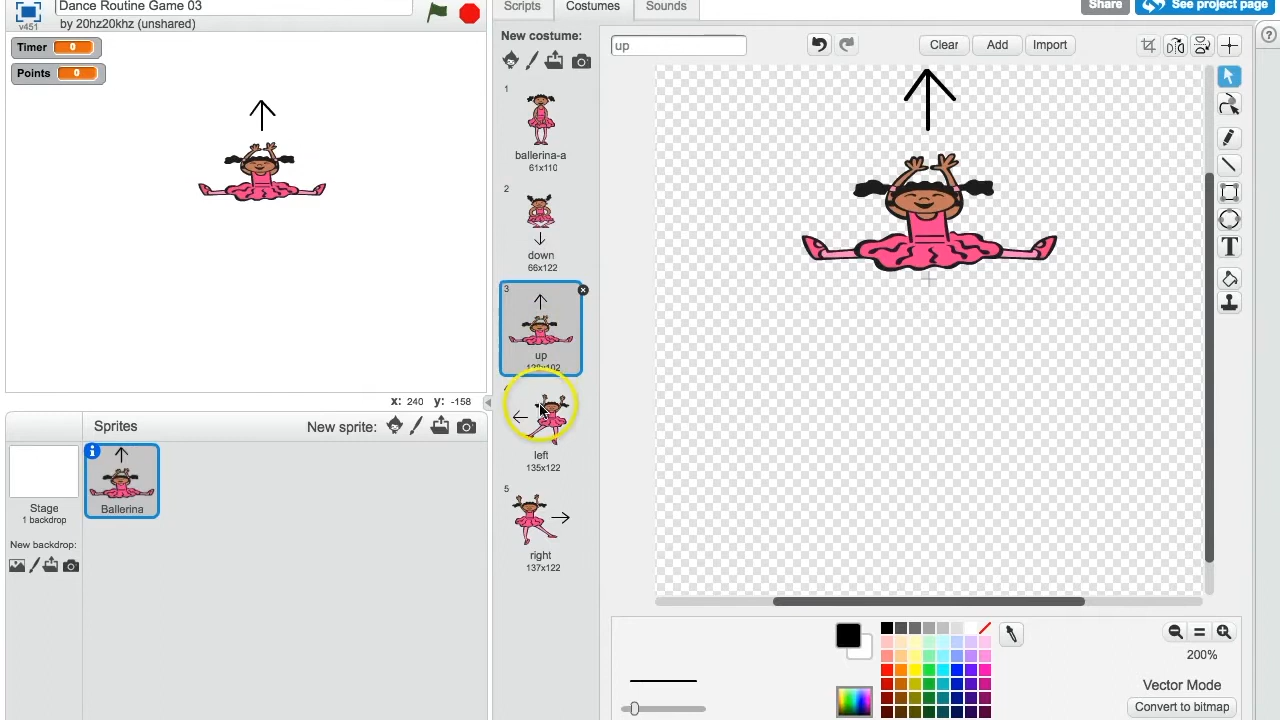 Dance Routine Game 03
v451
by 20hz20khz (unshared)
Timer 0
Points 0
x: 240 y: -158
Sprites
New sprite:
Stage
1 backdrop
New backdrop:
Ballerina
Scripts
Costumes
Sounds
Share
See project page
New costume:
1
ballerina-a
61x110
2
down
66x122
3
up
left
135x122
5
right
137x122
up
Clear
Add
Import
T
200%
Vector Mode
Convert to bitmap